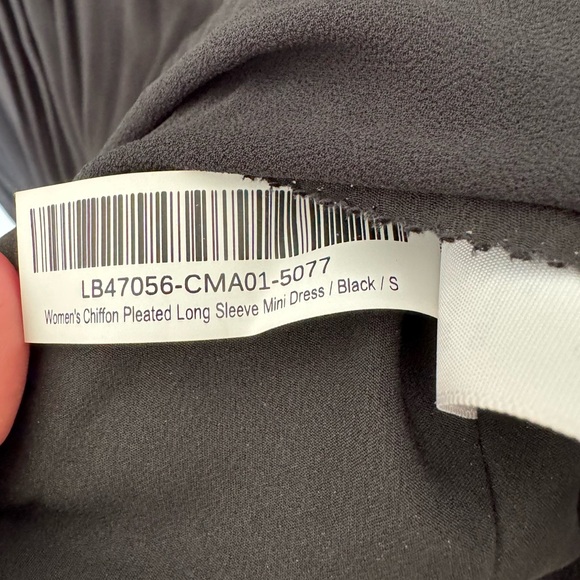 LB47056-CMA01-5077
Women's Chiffon Pleated Long Sleeve Mini Dress / Black / S